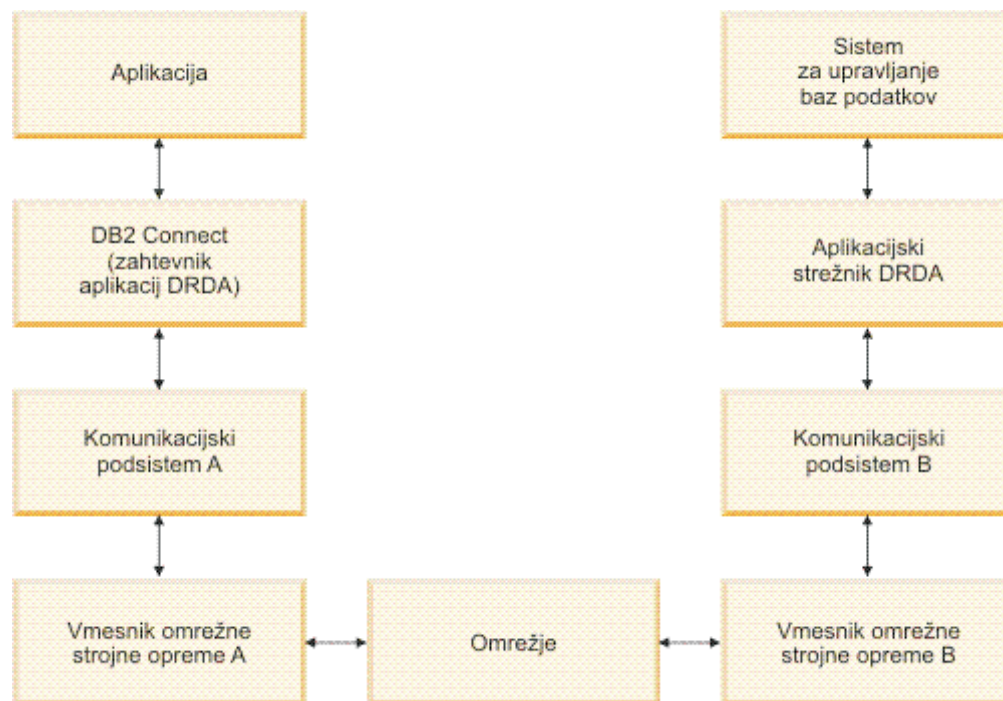 Aplikacija
Sistem
za upravljanje
baz podatkov
DB2 Connect
(zahtevnik
aplikacij DRDA)
Aplikacijski
strežnik DRDA
Komunikacijski
podsistem A
Komunikacijski
podsistem B
Vmesnik omrežne
strojne opreme A
Omrežje
Vmesnik omrežne
strojne opreme B